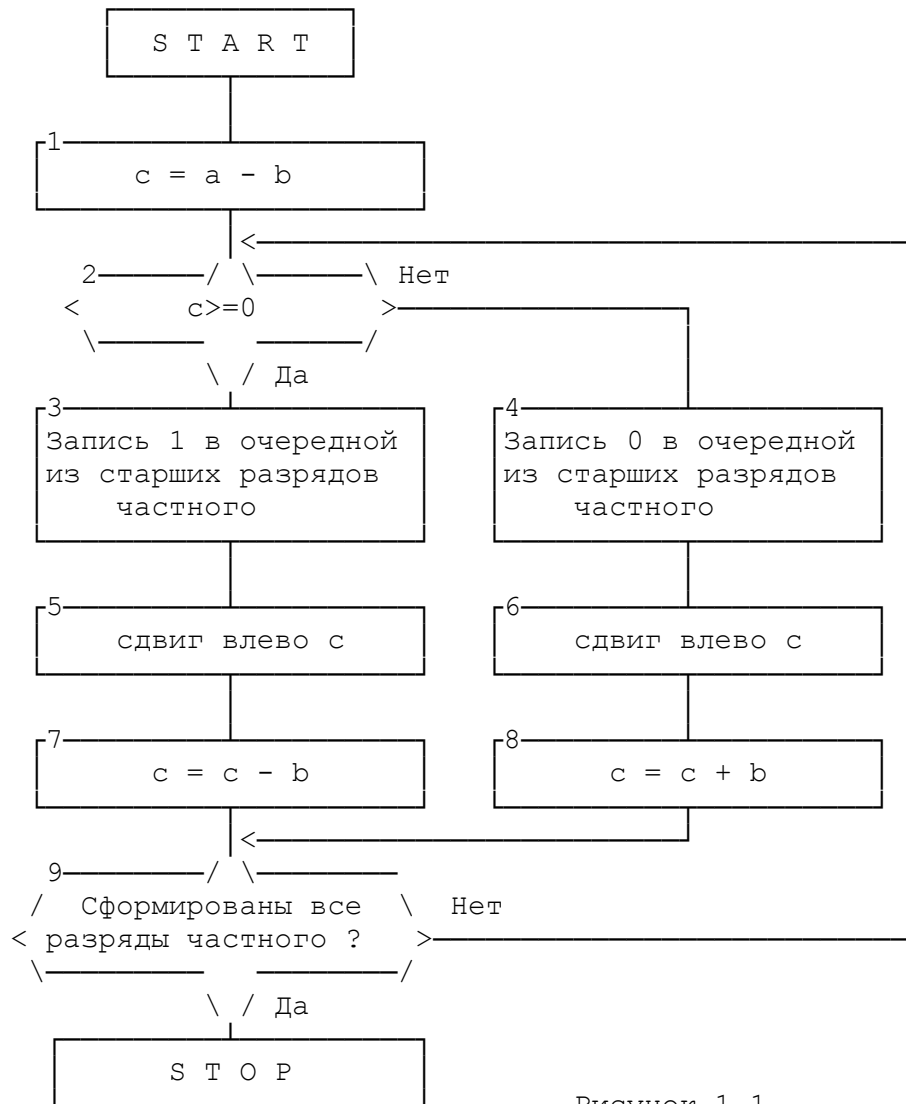 S T A R T
1
c = a - b
2
Нет
c>=0
Да
3
4
Запись 1 в очередной
из старших разрядов
частного
Запись 0 в очередной
из старших разрядов
частного
5
6
сдвиг влево c
сдвиг влево c
7
8
c = c - b
c = c + b
9
Сформированы все
разряды частного ?
Нет
Да
S T O P
Рисунок 1.1